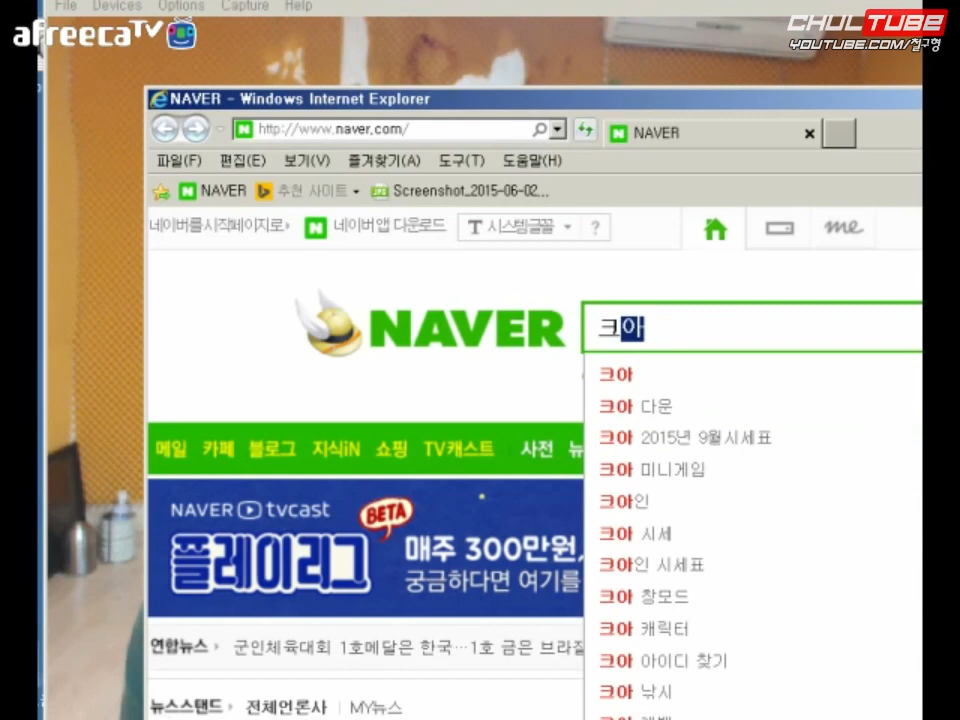 File Devices Options Capture Help
afreecaTV
CHULTUBE
YOUTUBE.COM/철구형
NAVER - Windows Internet Explorer
http://www.naver.com/
NAVER
파일(F) 편집(E) 보기(V) 즐겨찾기(A) 도구(T) 도움말(H)
NAVER 추천 사이트 Screenshot_2015-06-02...
네이버를 시작페이지로 네이버 앱 다운로드 T 시스템글꼴 ? me
NAVER
크아
크아
크아 다운
크아 2015년 9월시세표
크아 미니게임
크아인
크아 시세
크아인 시세표
크아 창모드
크아 캐릭터
크아 아이디 찾기
크아 낚시
메일 카페 블로그 지식iN 쇼핑 TV캐스트 사전 뉴
NAVER tvcast
BETA
플레이리그
매주 300만원,
궁금하다면 여기를
연합뉴스 군인체육대회 1호메달은 한국…1호 금은 브라질
뉴스스탠드 전체언론사 MY뉴스